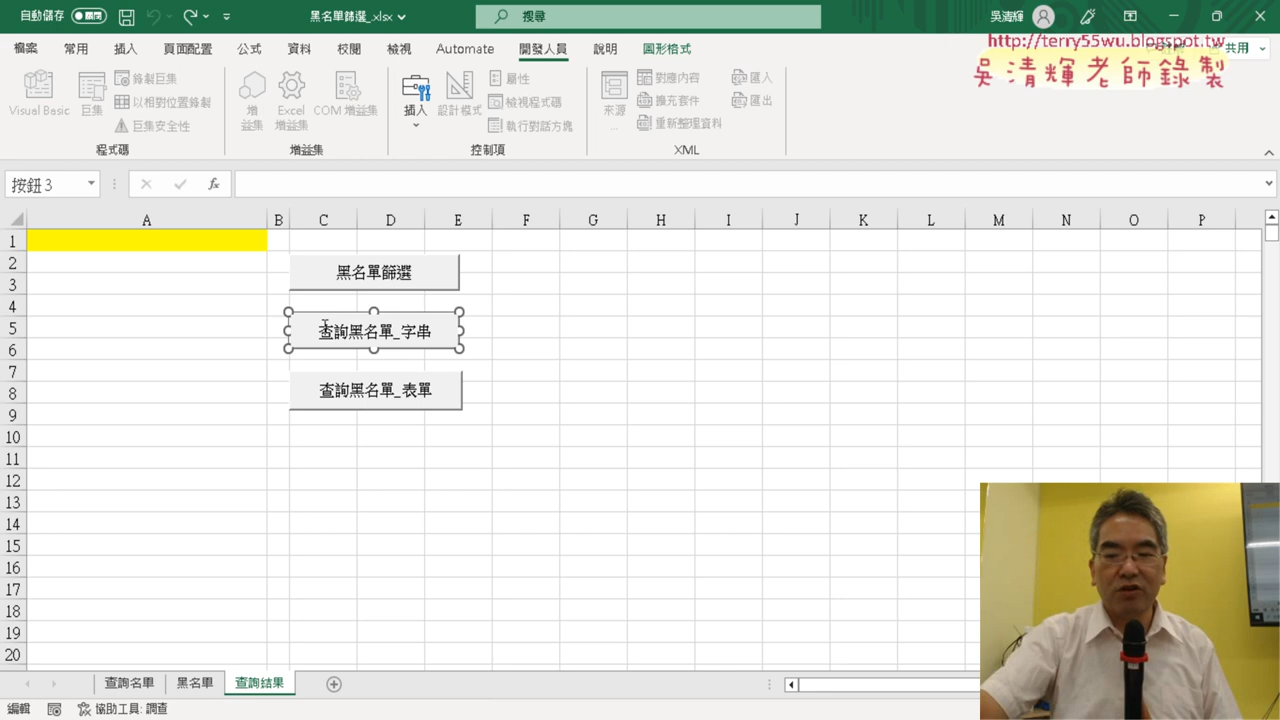 自動儲存
黑名單篩選_.xlsx
搜尋
吳清輝
檔案 常用 插入 頁面配置 公式 資料 校閱 檢視 Automate 開發人員 說明 圖形格式
共用
http://terry55wu.blogspot.tw
吳清輝老師錄製
Visual Basic
巨集
錄製巨集
以相對位置錄製
巨集安全性
程式碼
增
益集
Excel
增益集
COM 增益集
增益集
插入
設計模式
屬性
檢視程式碼
執行對話方塊
控制項
來源
...
對應內容
擴充套件
重新整理資料
匯入
匯出
XML
按鈕 3
fx
A B C D E F G H I J K L M N O P
1
2
3
4
5
6
7
8
9
10
11
12
13
14
15
16
17
18
19
20
黑名單篩選
查詢黑名單_字串
查詢黑名單_表單
查詢名單 黑名單 查詢結果
編輯
協助工具: 調查